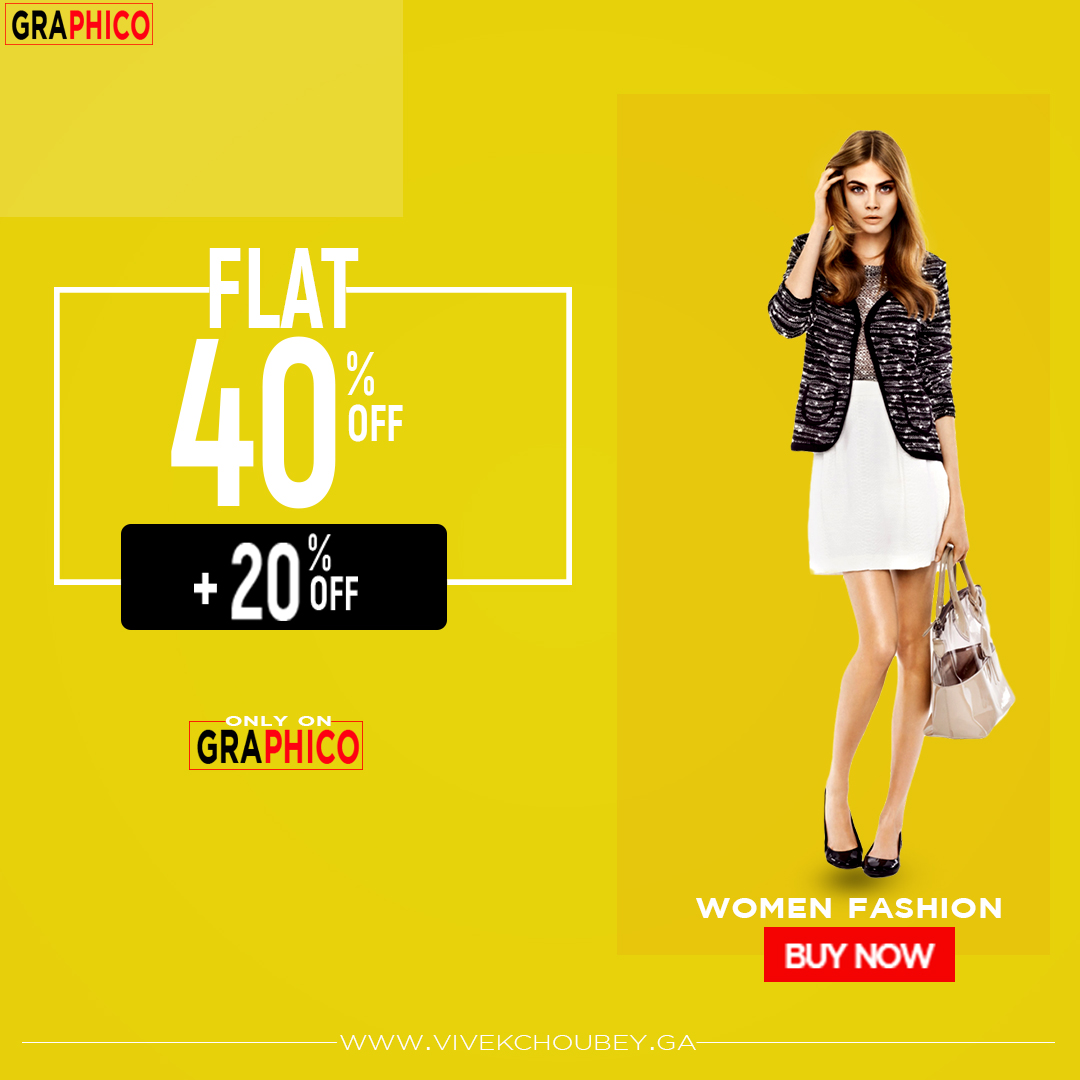 GRAPHICO
FLAT
40% OFF
+ 20% OFF
ONLY ON
GRAPHICO
WOMEN FASHION
BUY NOW
WWW.VIVEKCHOUBEY.GA